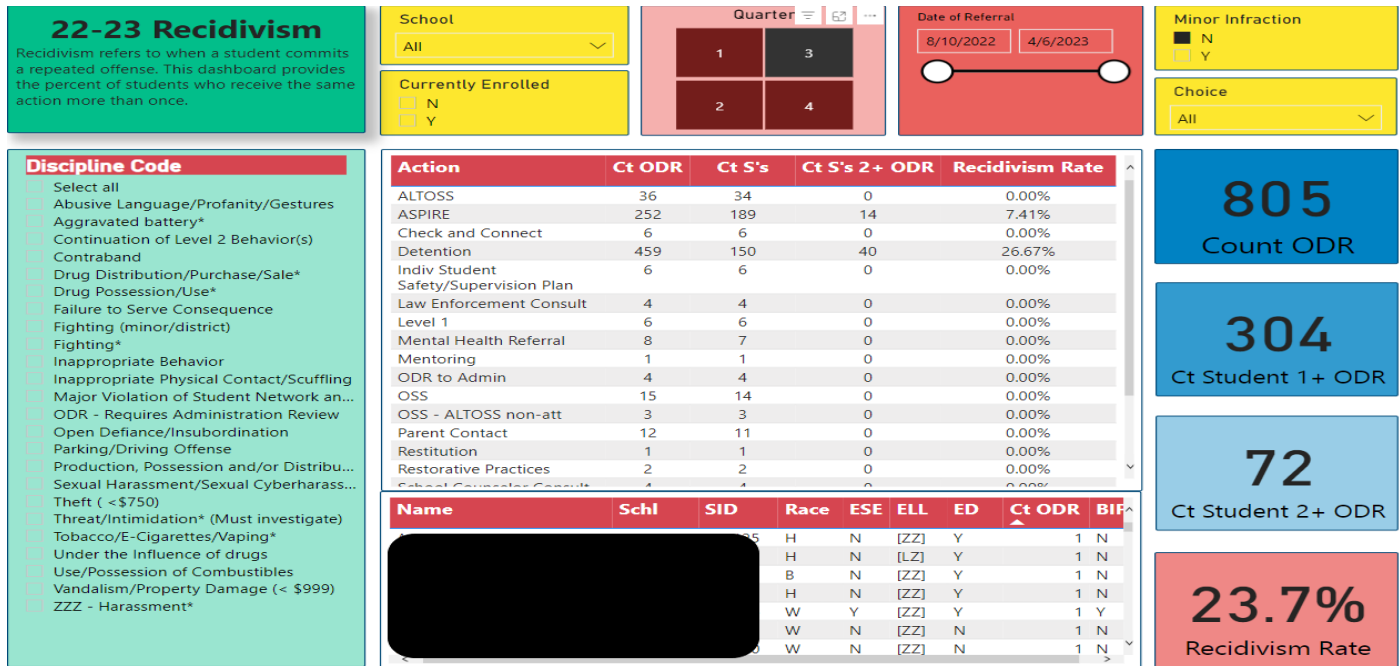 22-23 Recidivism
Recidivism refers to when a student commits
a repeated offense. This dashboard provides
the percent of students who receive the same
action more than once.
School
All
Currently Enrolled
N
Y
Quarter
1 3
2 4
Date of Referral
8/10/2022 4/6/2023
Minor Infraction
N
Y
Choice
All
Discipline Code
Select all
Abusive Language/Profanity/Gestures
Aggravated battery*
Continuation of Level 2 Behavior(s)
Contraband
Drug Distribution/Purchase/Sale*
Drug Possession/Use*
Failure to Serve Consequence
Fighting (minor/district)
Fighting*
Inappropriate Behavior
Inappropriate Physical Contact/Scuffling
Major Violation of Student Network an...
ODR - Requires Administration Review
Open Defiance/Insubordination
Parking/Driving Offense
Production, Possession and/or Distribu...
Sexual Harassment/Sexual Cyberharass...
Theft ( <$750)
Threat/Intimidation* (Must investigate)
Tobacco/E-Cigarettes/Vaping*
Under the Influence of drugs
Use/Possession of Combustibles
Vandalism/Property Damage (< $999)
ZZZ - Harassment*
Action Ct ODR Ct S's Ct S's 2+ ODR Recidivism Rate
ALTOSS 36 34 0 0.00%
ASPIRE 252 189 14 7.41%
Check and Connect 6 6 0 0.00%
Detention 459 150 40 26.67%
Indiv Student 6 6 0 0.00%
Safety/Supervision Plan
Law Enforcement Consult 4 4 0 0.00%
Level 1 6 6 0 0.00%
Mental Health Referral 8 7 0 0.00%
Mentoring 1 1 0 0.00%
ODR to Admin 4 4 0 0.00%
OSS 15 14 0 0.00%
OSS - ALTOSS non-att 3 3 0 0.00%
Parent Contact 12 11 0 0.00%
Restitution 1 1 0 0.00%
Restorative Practices 2 2 0 0.00%
School Counselor Consult 4 4 0 0.00%
Name Schl SID Race ESE ELL ED Ct ODR BIP
H N [ZZ] Y 1 N
H N [LZ] Y 1 N
B N [ZZ] Y 1 N
H N [ZZ] Y 1 N
W Y [ZZ] Y 1 Y
W N [ZZ] N 1 N
W N [ZZ] N 1 N
805
Count ODR
304
Ct Student 1+ ODR
72
Ct Student 2+ ODR
23.7%
Recidivism Rate